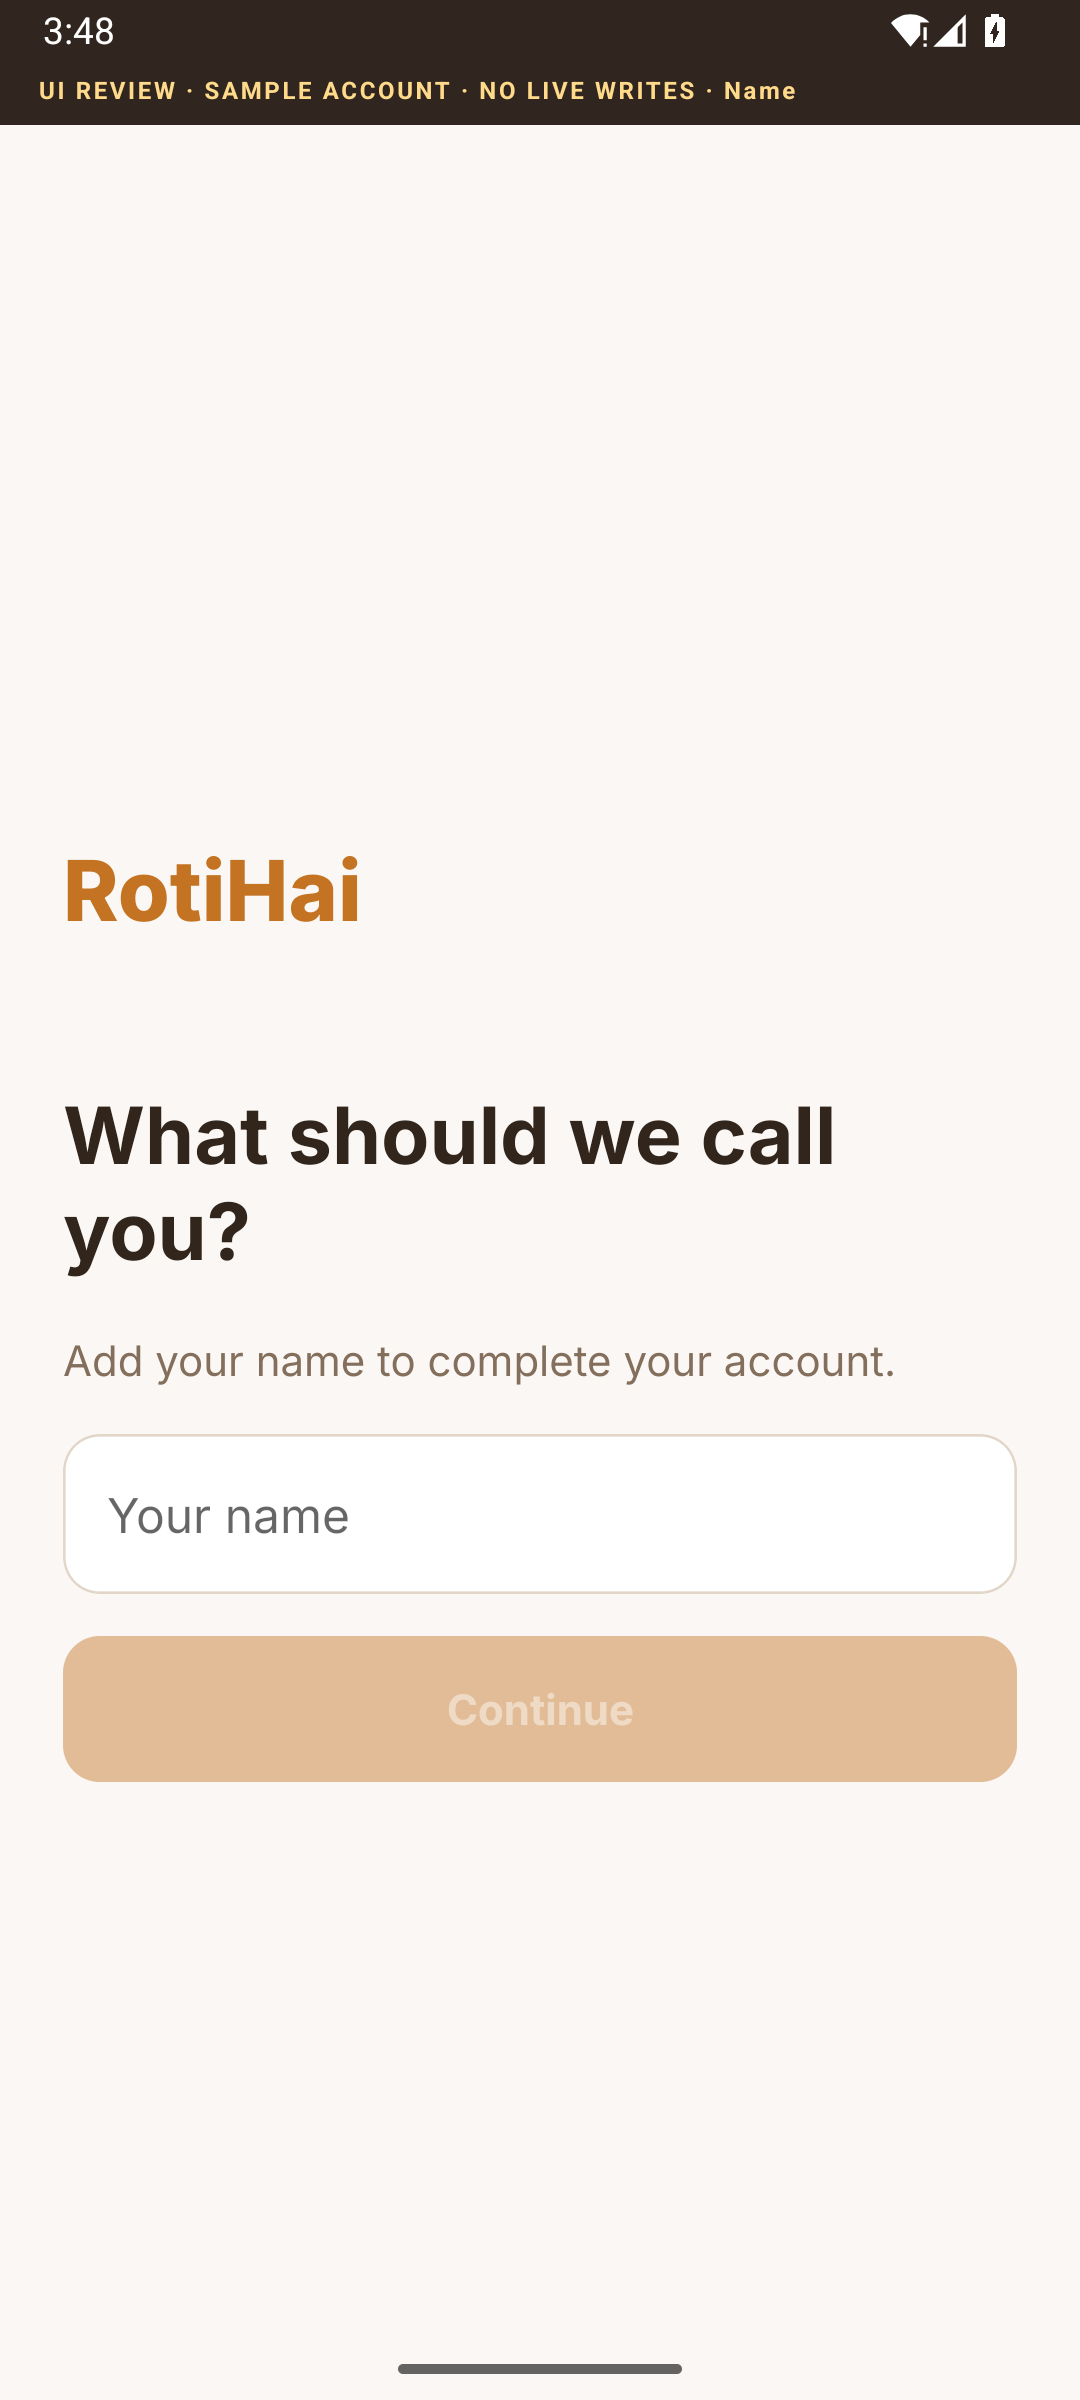 3:48
UI REVIEW · SAMPLE ACCOUNT · NO LIVE WRITES · Name
RotiHai
What should we call
you?
Add your name to complete your account.
Your name
Continue